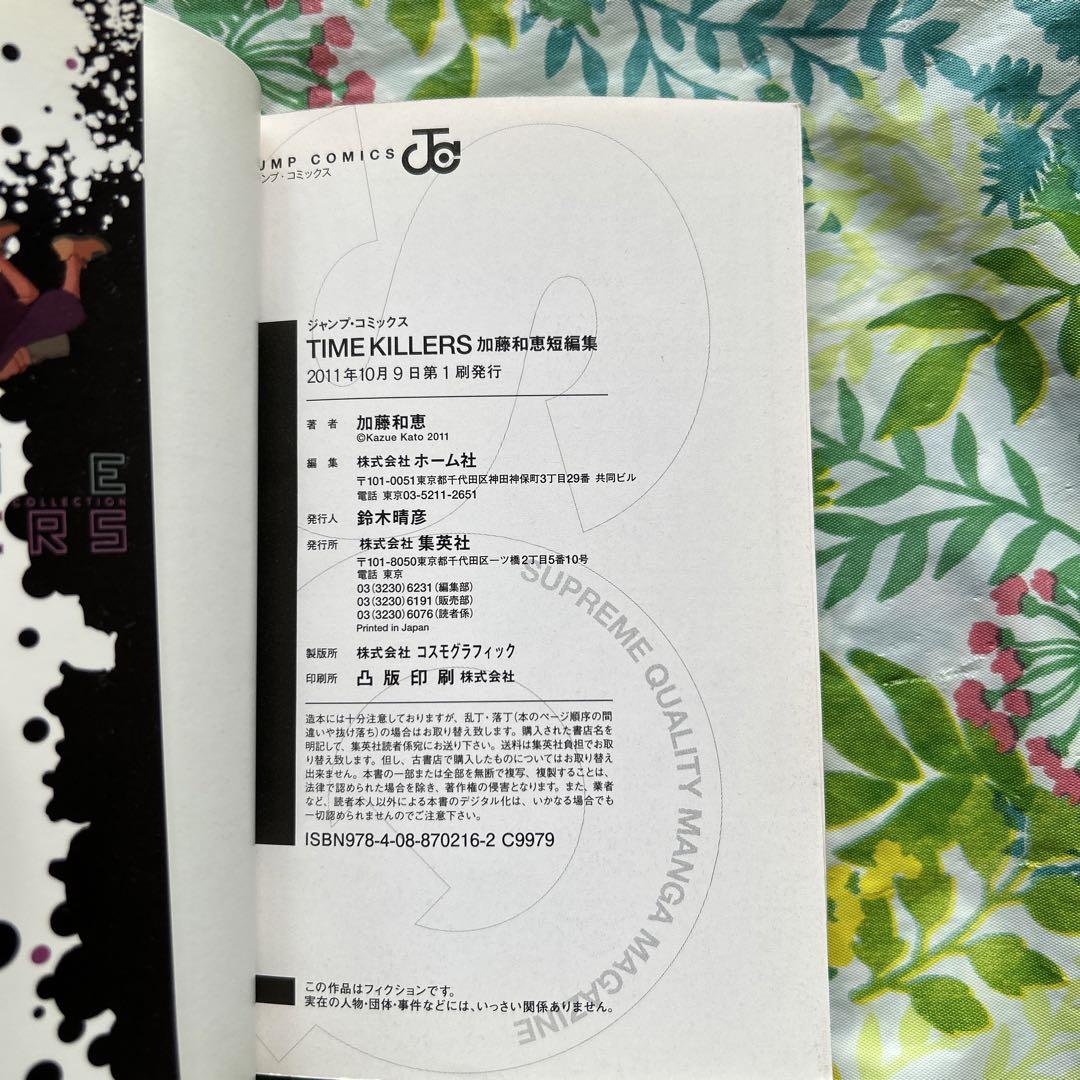 JUMP COMICS
ンプ・コミックス
ジャンプ・コミックス
TIME KILLERS 加藤和恵短編集
2011年10月9日第1刷発行
著者 加藤和恵
©Kazue Kato 2011
編集 株式会社 ホーム社
〒101-0051東京都千代田区神田神保町3丁目29番 共同ビル
電話 東京03-5211-2651
発行人 鈴木晴彦
発行所 株式会社 集英社
〒101-8050東京都千代田区一ツ橋2丁目5番10号
電話 東京
03(3230)6231(編集部)
03(3230)6191(販売部)
03(3230)6076(読者係)
Printed in Japan
製版所 株式会社 コスモグラフィック
印刷所 凸版印刷 株式会社
造本には十分注意しておりますが、乱丁・落丁(本のページ順序の間
違いや抜け落ち)の場合はお取り替え致します。購入された書店名を
明記して、集英社読者係宛にお送り下さい。送料は集英社負担でお取
り替え致します。但し、古書店で購入したものについてはお取り替え
出来ません。本書の一部または全部を無断で複写、複製することは、
法律で認められた場合を除き、著作権の侵害となります。また、業者
など、読者本人以外による本書のデジタル化は、いかなる場合でも
一切認められませんのでご注意下さい。
ISBN978-4-08-870216-2 C9979
SUPREME QUALITY MANGA MAGAZINE
この作品はフィクションです。
実在の人物・団体・事件などには、いっさい関係ありません。
E
COLLECTION
ERS